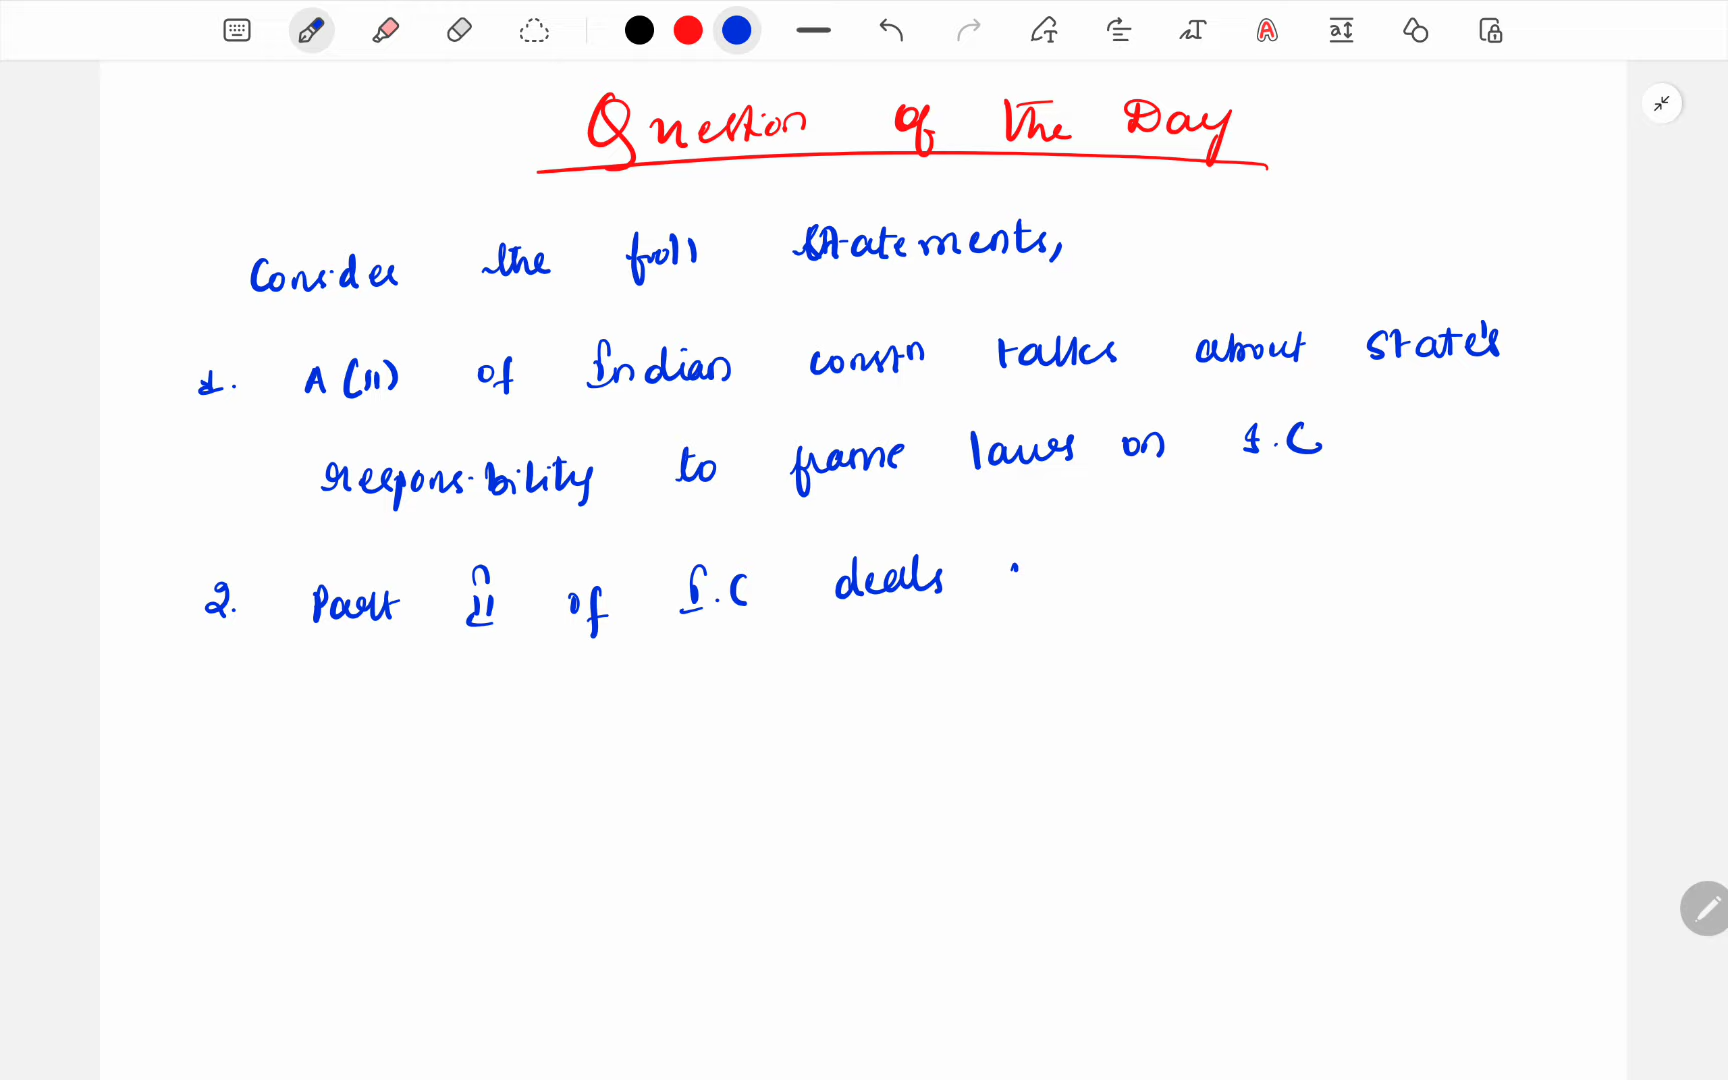 Question of the Day
Consider the foll statements,
1. A(11) of Indian constn talks about state's
responsibility to frame laws on I.C
2. Part II of I.C deals